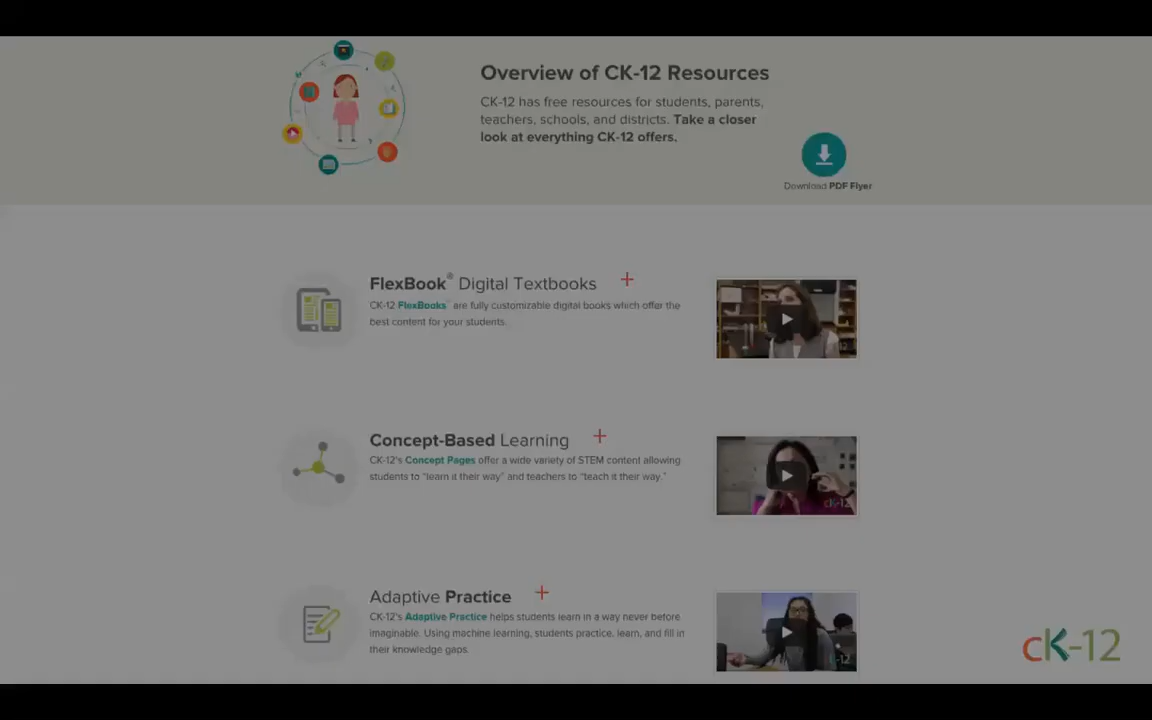 Overview of CK-12 Resources
CK-12 has free resources for students, parents,
teachers, schools, and districts. Take a closer
look at everything CK-12 offers.
Download PDF Flyer
FlexBook® Digital Textbooks +
CK-12 FlexBooks® are fully customizable digital books which offer the
best content for your students.
Concept-Based Learning +
CK-12's Concept Pages offer a wide variety of STEM content allowing
students to "learn it their way" and teachers to "teach it their way."
cK-12
Adaptive Practice +
CK-12's Adaptive Practice helps students learn in a way never before
imaginable. Using machine learning, students practice, learn, and fill in
their knowledge gaps.
cK-12